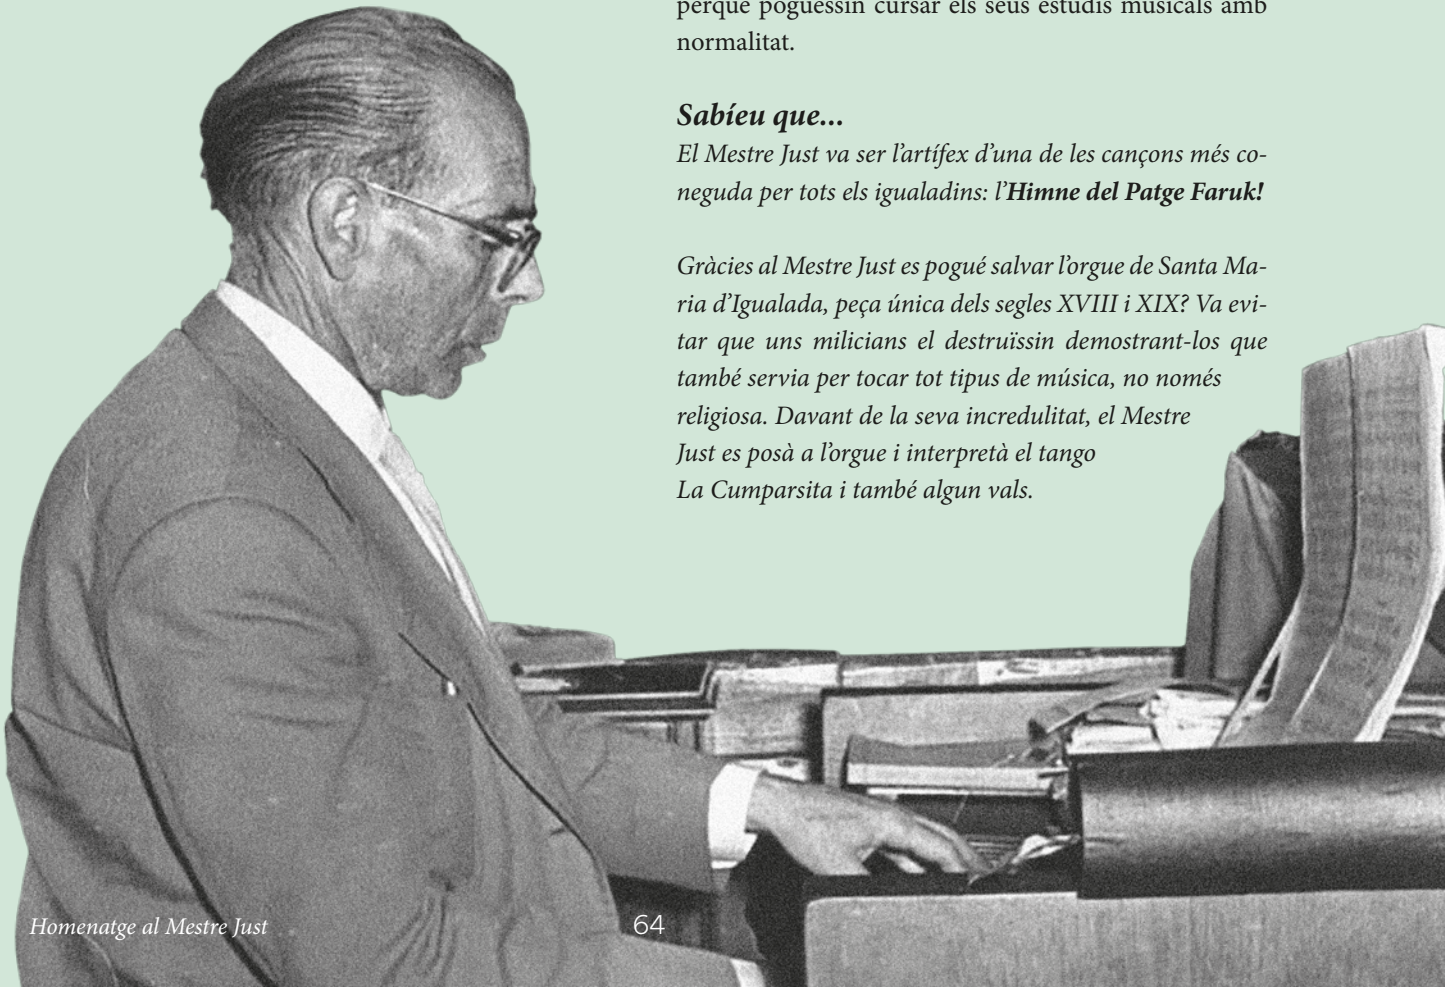 perquè poguessin cursar els seus estudis musicals amb
normalitat.
Sabíeu que...
El Mestre Just va ser l'artífex d'una de les cançons més co-
neguda per tots els igualadins: l'Himne del Patge Faruk!
Gràcies al Mestre Just es pogué salvar l'orgue de Santa Ma-
ria d'Igualada, peça única dels segles XVIII i XIX? Va evi-
tar que uns milicians el destruïssin demostrant-los que
també servia per tocar tot tipus de música, no només
religiosa. Davant de la seva incredulitat, el Mestre
Just es posà a l'orgue i interpretà el tango
La Cumparsita i també algun vals.
Homenatge al Mestre Just
64